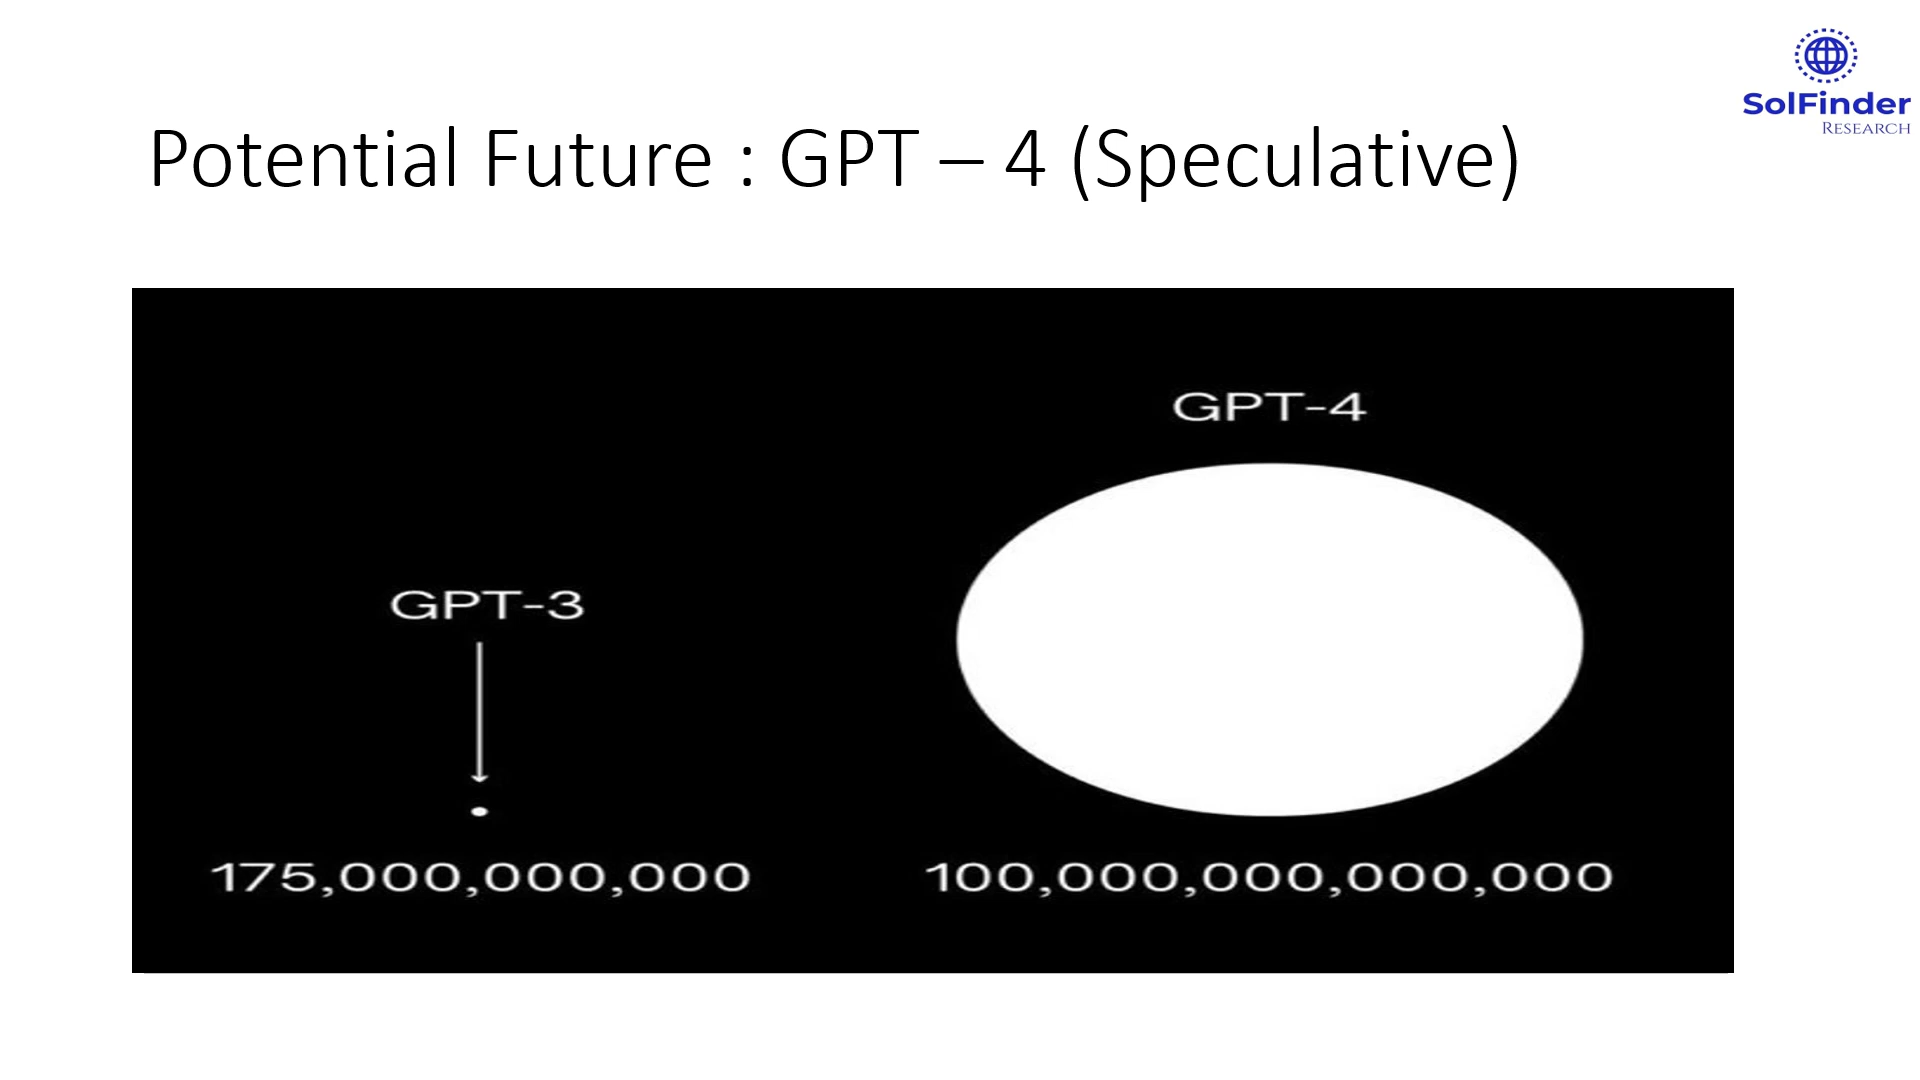 SolFinder
RESEARCH
Potential Future : GPT – 4 (Speculative)
GPT-4
GPT-3
175,000,000,000
100,000,000,000,000